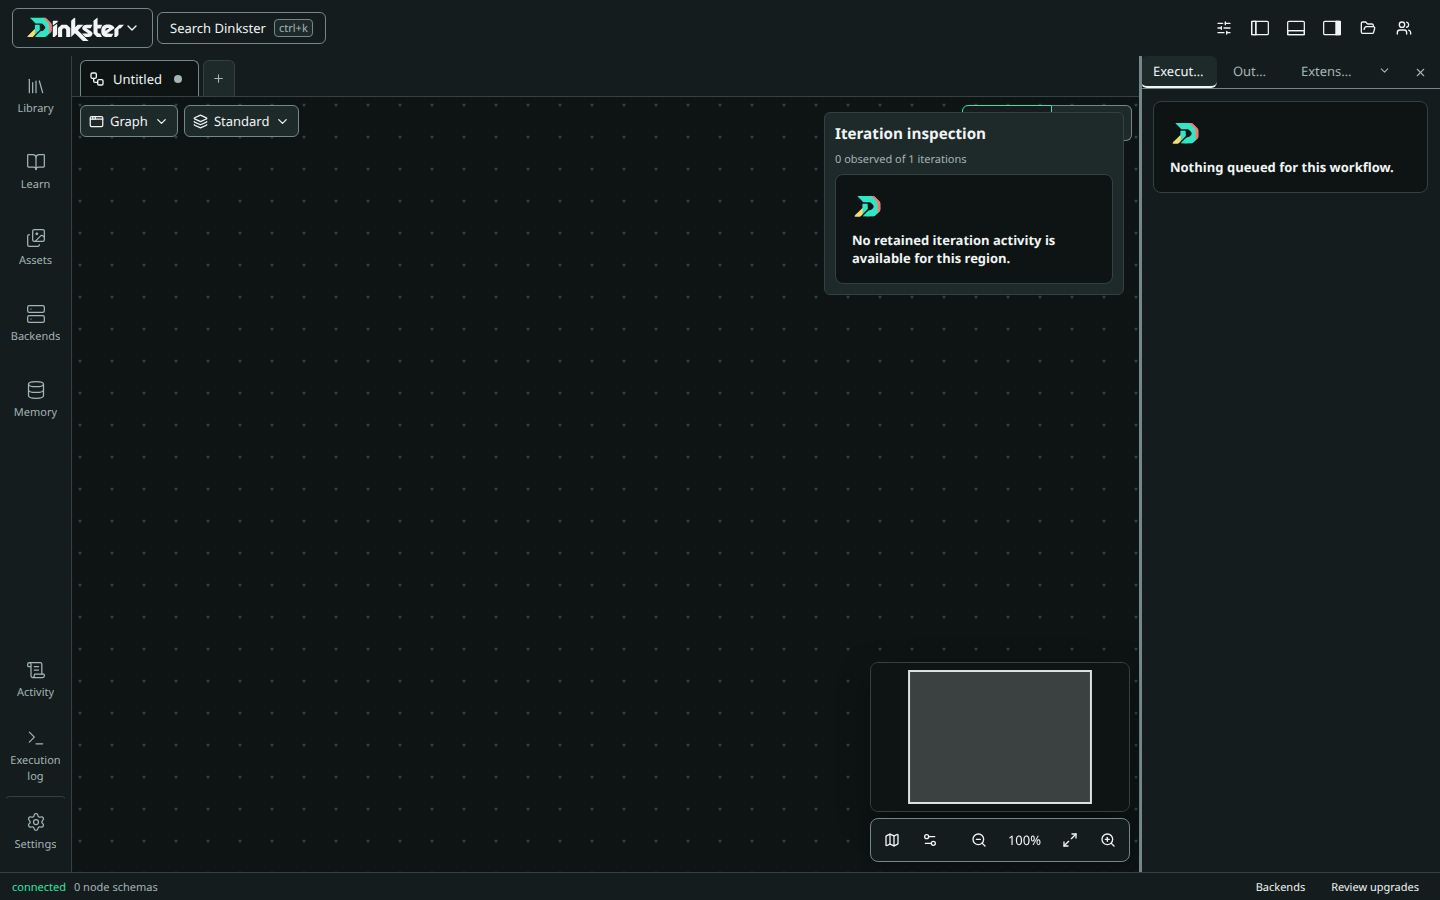 Dinkster
Search Dinkster ctrl+k
Untitled
Execut...
Out...
Extens...
Library
Learn
Assets
Backends
Memory
Graph
Standard
Iteration inspection
0 observed of 1 iterations
No retained iteration activity is
available for this region.
Nothing queued for this workflow.
Activity
Execution
log
Settings
100%
connected 0 node schemas
Backends
Review upgrades